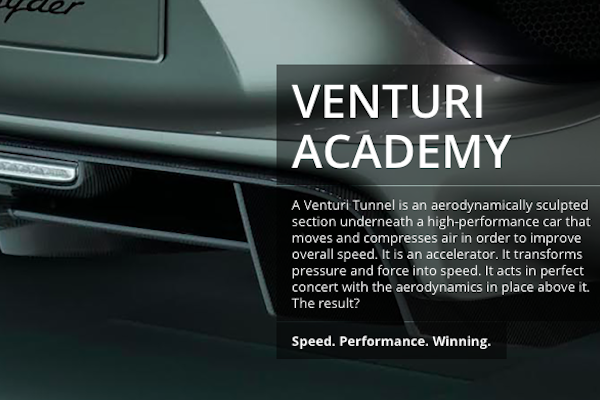 VENTURI
ACADEMY
A Venturi Tunnel is an aerodynamically sculpted
section underneath a high-performance car that
moves and compresses air in order to improve
overall speed. It is an accelerator. It transforms
pressure and force into speed. It acts in perfect
concert with the aerodynamics in place above it.
The result?
Speed. Performance. Winning.